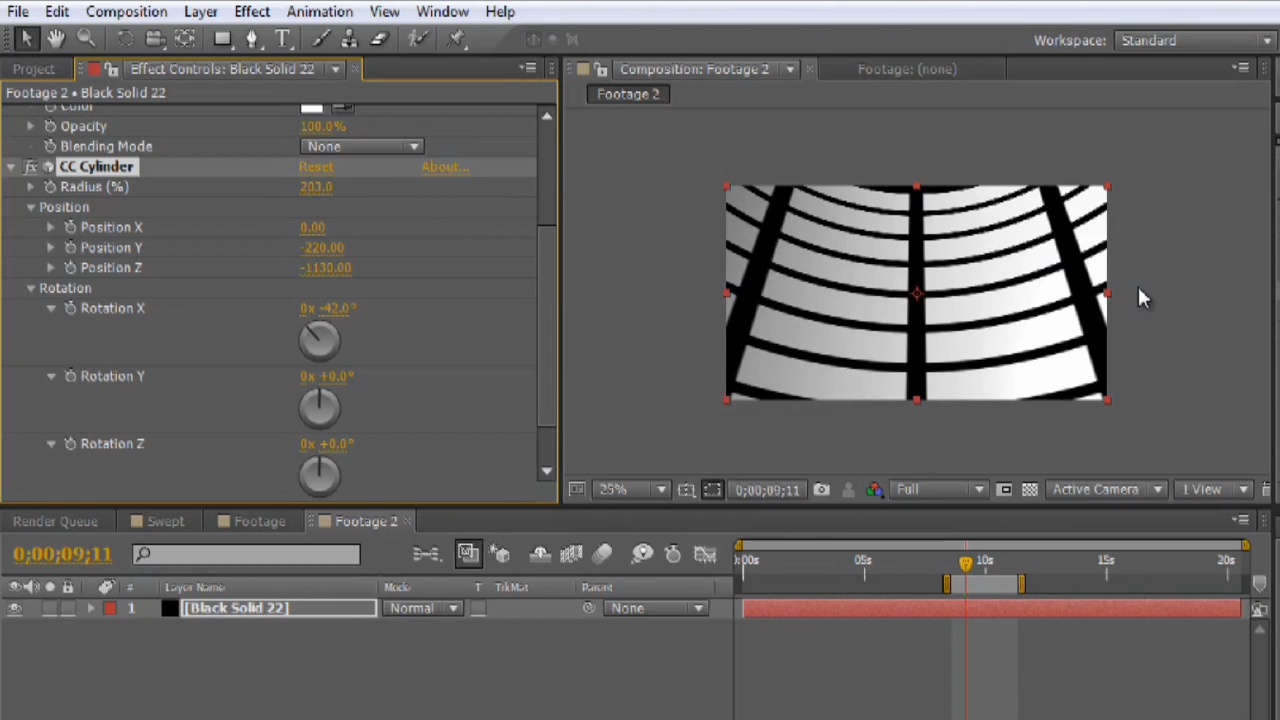 File Edit Composition Layer Effect Animation View Window Help
Workspace: Standard
Project Effect Controls: Black Solid 22 Composition: Footage 2 Footage: (none)
Footage 2 • Black Solid 22
Footage 2
Color
Opacity 100.0%
Blending Mode None
fx CC Cylinder Reset About...
Radius (%) 203.0
Position
Position X 0.00
Position Y -220.00
Position Z -1130.00
Rotation
Rotation X 0x -42.0°
Rotation Y 0x +0.0°
Rotation Z 0x +0.0°
25% 0;00;09;11 Full Active Camera 1 View
Render Queue Swept Footage Footage 2
0;00;09;11
:00s 05s 10s 15s 20s
# Layer Name Mode T TrkMat Parent
1 [Black Solid 22] Normal None